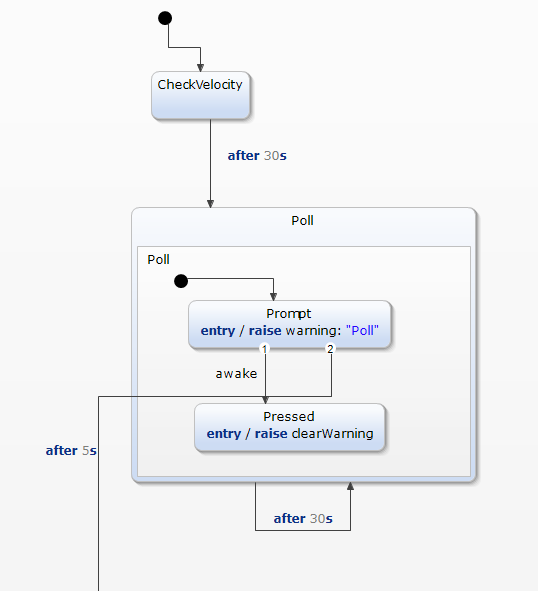 CheckVelocity
after 30s
Poll
Poll
Prompt
entry / raise warning: "Poll"
1
2
awake
Pressed
entry / raise clearWarning
after 5s
after 30s